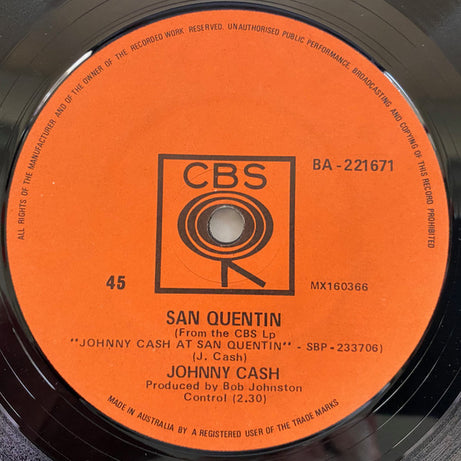 ALL RIGHTS OF THE MANUFACTURER AND OF THE OWNER OF THE RECORDED WORK RESERVED. UNAUTHORISED PUBLIC PERFORMANCE, BROADCASTING AND COPYING OF THIS RECORD PROHIBITED
CBS
BA-221671
45
MX160366
SAN QUENTIN
(From the CBS Lp
"JOHNNY CASH AT SAN QUENTIN" - SBP-233706)
(J. Cash)
JOHNNY CASH
Produced by Bob Johnston
Control (2.30)
MADE IN AUSTRALIA BY A REGISTERED USER OF THE TRADE MARKS